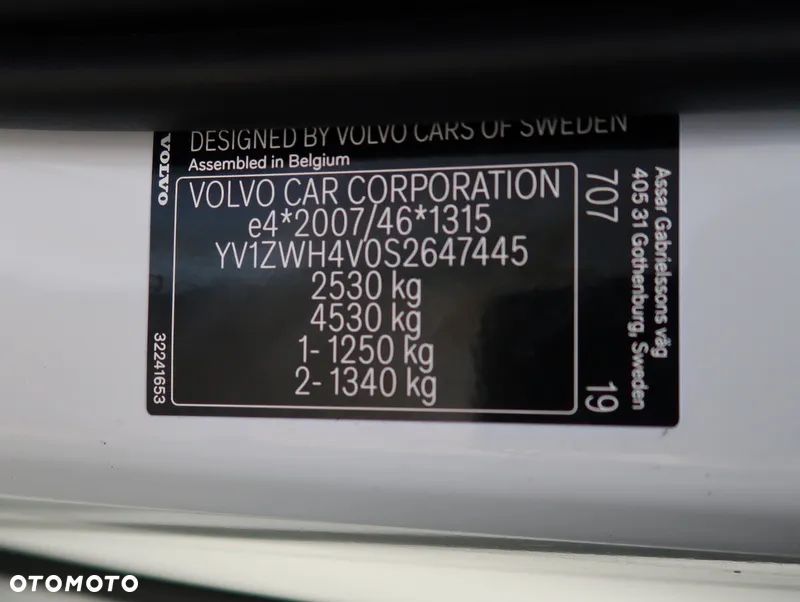 DESIGNED BY VOLVO CARS OF SWEDEN
Assembled in Belgium
VOLVO
VOLVO CAR CORPORATION
e4*2007/46*1315
YV1ZWH4V0S2647445
2530 kg
4530 kg
1- 1250 kg
2- 1340 kg
32241653
707
19
Assar Gabrielssons väg
405 31 Gothenburg, Sweden
OTOMOTO